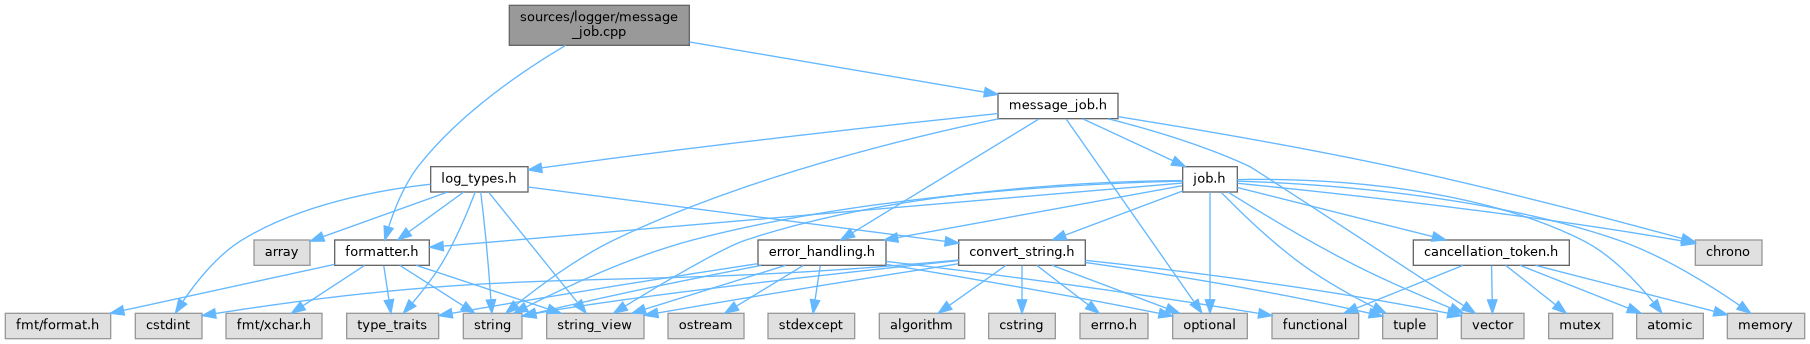 sources/logger/message
_job.cpp
message_job.h
log_types.h
job.h
array
formatter.h
error_handling.h
convert_string.h
cancellation_token.h
chrono
fmt/format.h
cstdint
fmt/xchar.h
type_traits
string
string_view
ostream
stdexcept
algorithm
cstring
errno.h
optional
functional
tuple
vector
mutex
atomic
memory